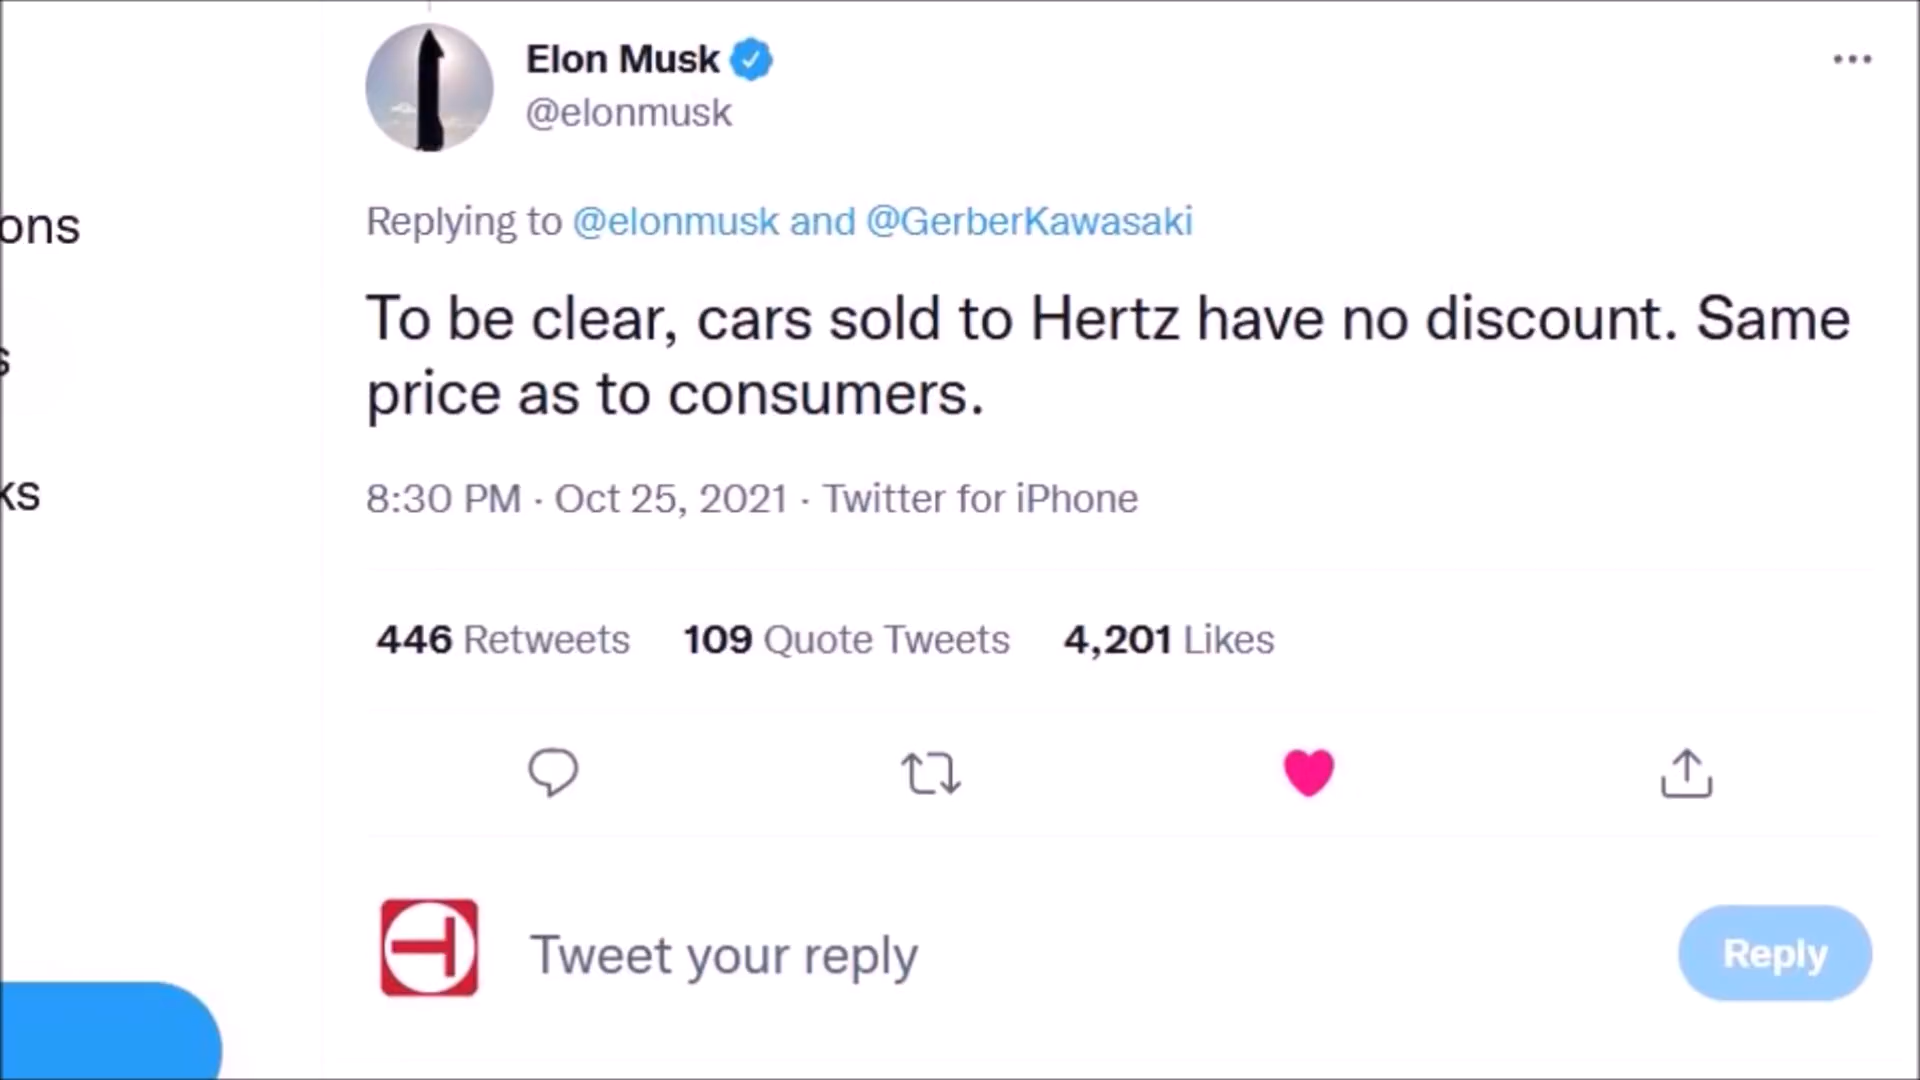 Elon Musk
@elonmusk
ons
Replying to @elonmusk and @GerberKawasaki
To be clear, cars sold to Hertz have no discount. Same
s
price as to consumers.
ks
8:30 PM · Oct 25, 2021 · Twitter for iPhone
446 Retweets 109 Quote Tweets 4,201 Likes
Tweet your reply
Reply